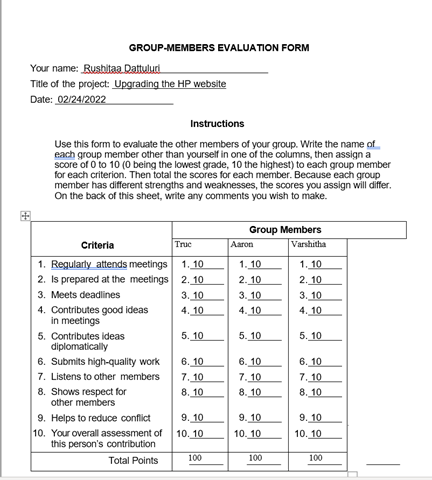 GROUP-MEMBERS EVALUATION FORM
Your name: Rushitaa Dattuluri
Title of the project: Upgrading the HP website
Date: 02/24/2022
Instructions
Use this form to evaluate the other members of your group. Write the name of
each group member other than yourself in one of the columns, then assign a
score of 0 to 10 (0 being the lowest grade, 10 the highest) to each group member
for each criterion. Then total the scores for each member. Because each group
member has different strengths and weaknesses, the scores you assign will differ.
On the back of this sheet, write any comments you wish to make.
Group Members
Criteria Truc Aaron Varshitha
1. Regularly attends meetings 1. 10 1. 10 1. 10
2. Is prepared at the meetings 2. 10 2. 10 2. 10
3. Meets deadlines 3. 10 3. 10 3. 10
4. Contributes good ideas 4. 10 4. 10 4. 10
in meetings
5. Contributes ideas 5. 10 5. 10 5. 10
diplomatically
6. Submits high-quality work 6. 10 6. 10 6. 10
7. Listens to other members 7. 10 7. 10 7. 10
8. Shows respect for 8. 10 8. 10 8. 10
other members
9. Helps to reduce conflict 9. 10 9. 10 9. 10
10. Your overall assessment of 10. 10 10. 10 10. 10
this person's contribution
Total Points 100 100 100